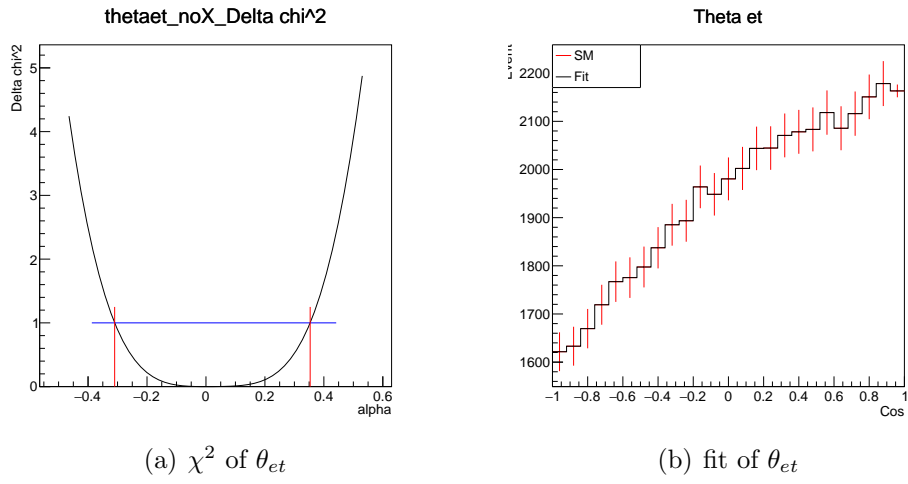 thetaet_noX_Delta chi^2
Delta chi^2
5
4
3
2
1
0
−0.4 −0.2 0 0.2 0.4 0.6
alpha
(a) χ² of θet
Theta et
SM
Fit
2200
2100
2000
1900
1800
1700
1600
−1 −0.8 −0.6 −0.4 −0.2 0 0.2 0.4 0.6 0.8 1
Cos
(b) fit of θet